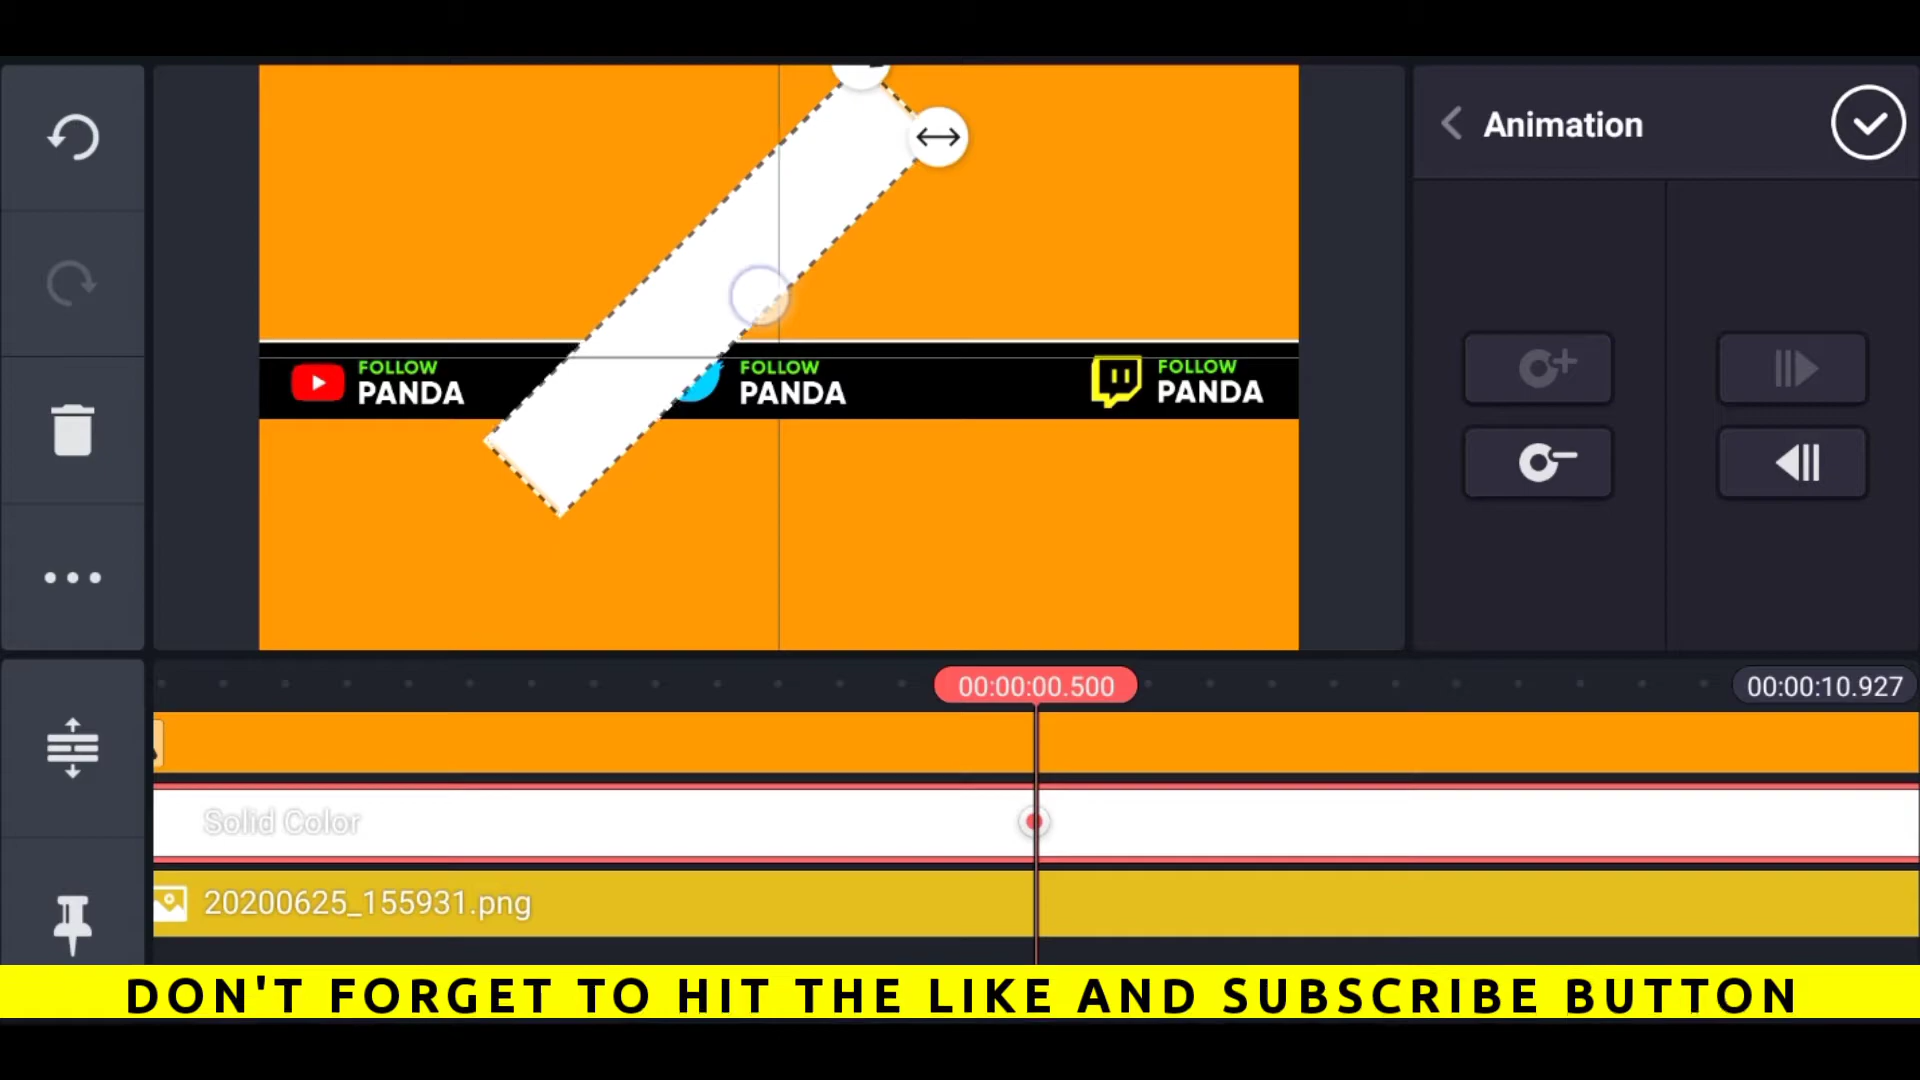 Animation
FOLLOW
PANDA
FOLLOW
PANDA
FOLLOW
PANDA
00:00:00.500
00:00:10.927
Solid Color
20200625_155931.png
DON'T FORGET TO HIT THE LIKE AND SUBSCRIBE BUTTON